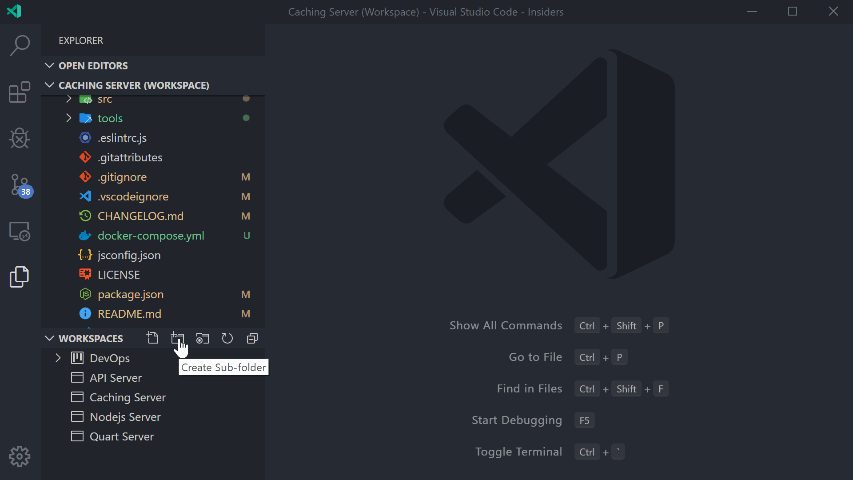 Caching Server (Workspace) - Visual Studio Code - Insiders
EXPLORER
OPEN EDITORS
CACHING SERVER (WORKSPACE)
src
tools
.eslintrc.js
.gitattributes
.gitignore M
.vscodeignore M
CHANGELOG.md M
docker-compose.yml U
jsconfig.json
LICENSE
package.json M
README.md M
38
WORKSPACES
Create Sub-folder
DevOps
API Server
Caching Server
Nodejs Server
Quart Server
Show All Commands Ctrl + Shift + P
Go to File Ctrl + P
Find in Files Ctrl + Shift + F
Start Debugging F5
Toggle Terminal Ctrl + `